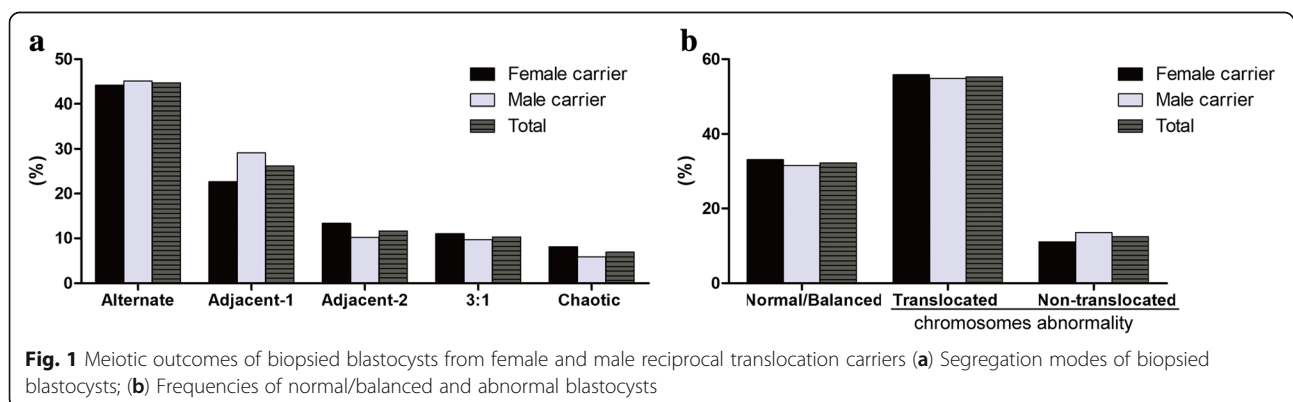 a
50
40
30
20
10
0
(%)
Female carrier
Male carrier
Total
Alternate Adjacent-1 Adjacent-2 3:1 Chaotic
b
60
40
20
0
(%)
Female carrier
Male carrier
Total
Normal/Balanced Translocated Non-translocated
chromosomes abnormality
Fig. 1 Meiotic outcomes of biopsied blastocysts from female and male reciprocal translocation carriers (a) Segregation modes of biopsied
blastocysts; (b) Frequencies of normal/balanced and abnormal blastocysts